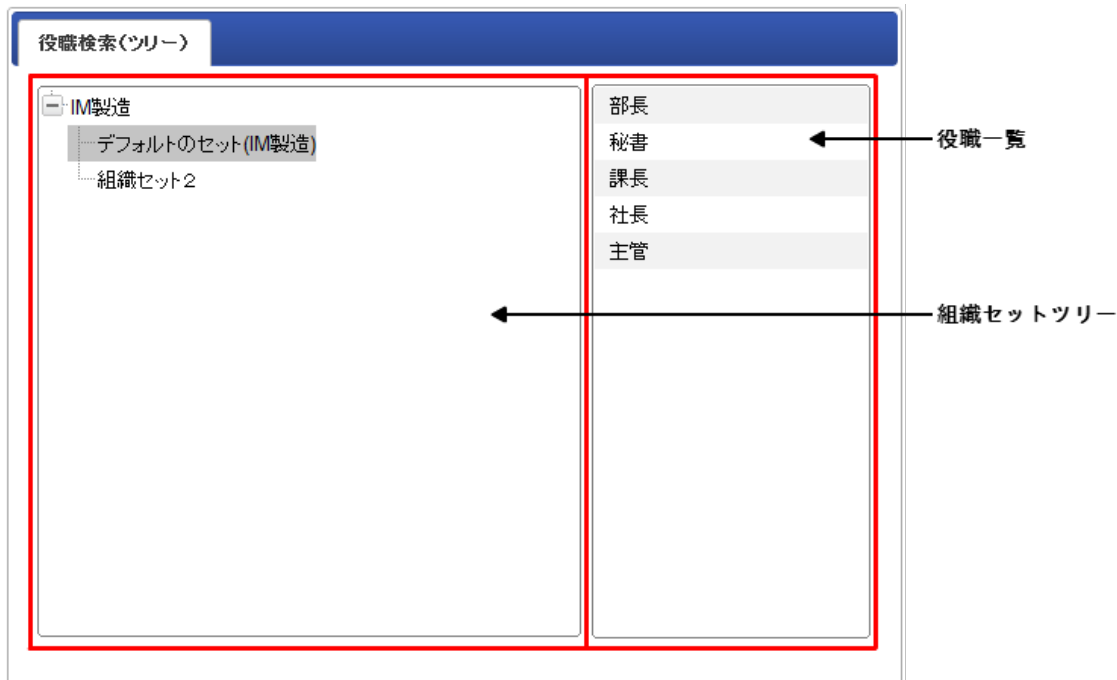 役職検索(ツリー)
IM製造
デフォルトのセット(IM製造)
組織セット２
部長
秘書
課長
社長
主管
役職一覧
組織セットツリー